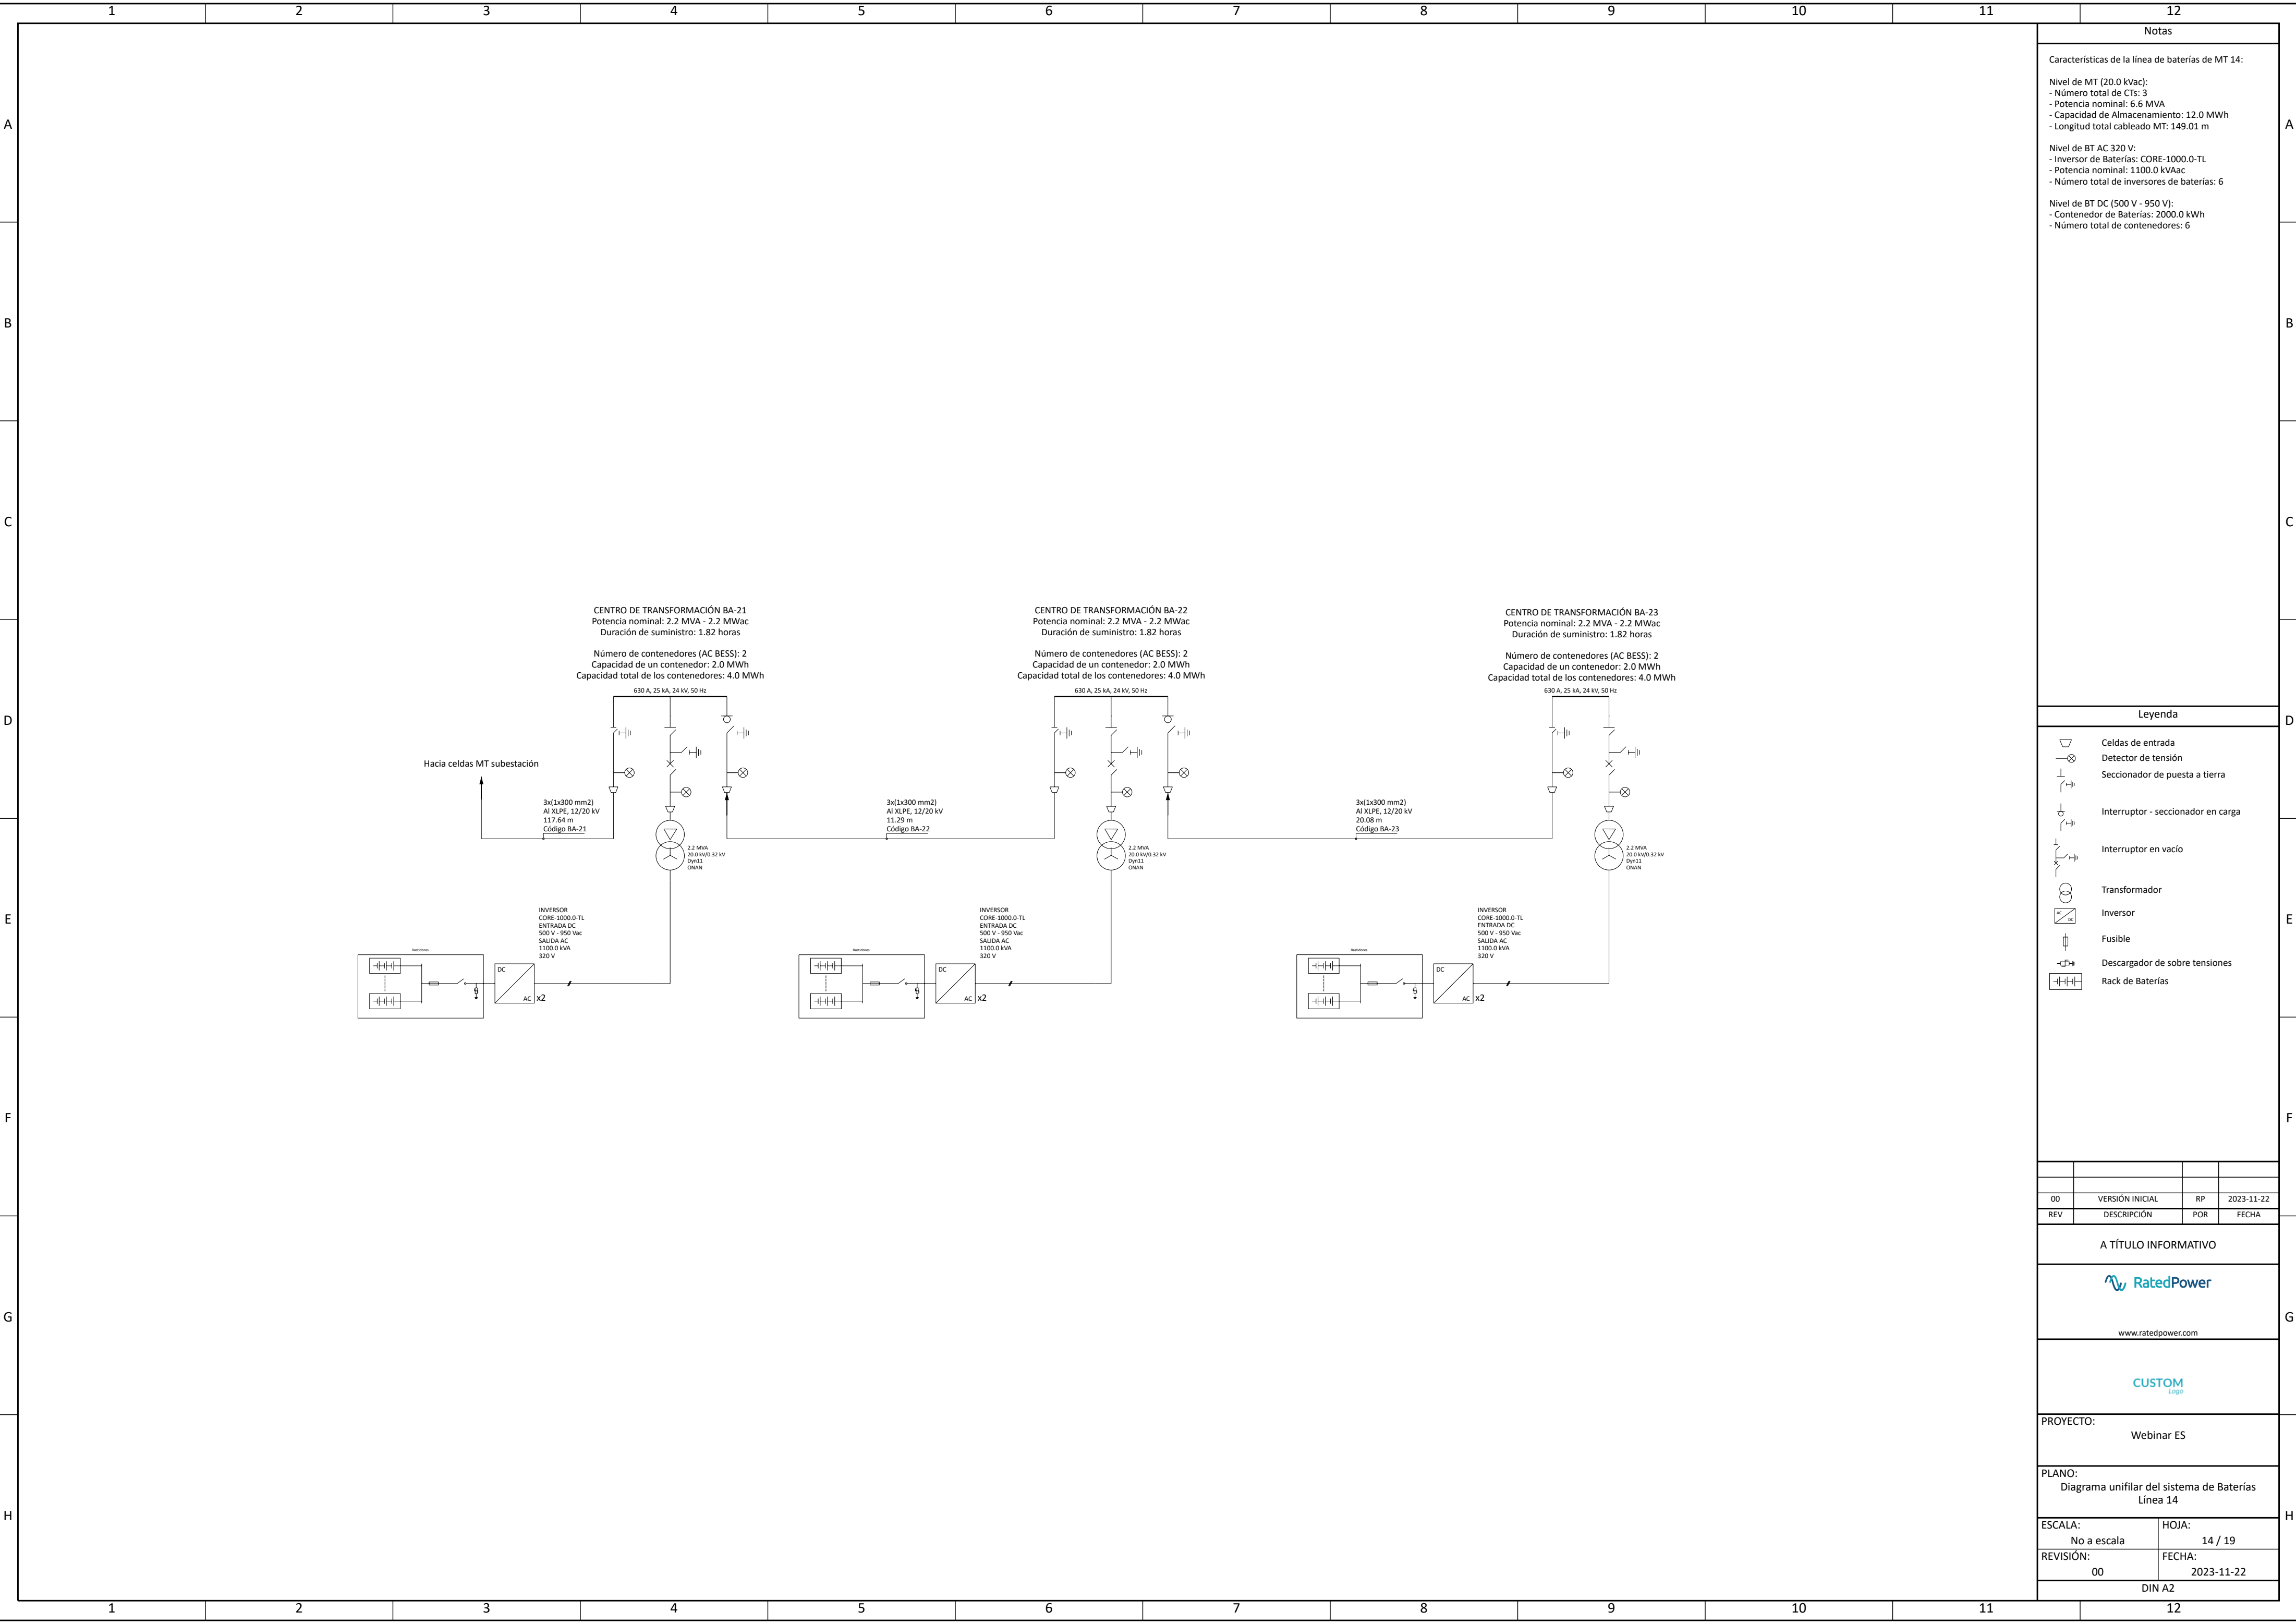 1 2 3 4 5 6 7 8 9 10 11 12
A
B
C
D
E
F
G
H
CENTRO DE TRANSFORMACIÓN BA-21
Potencia nominal: 2.2 MVA - 2.2 MWac
Duración de suministro: 1.82 horas
Número de contenedores (AC BESS): 2
Capacidad de un contenedor: 2.0 MWh
Capacidad total de los contenedores: 4.0 MWh
630 A, 25 kA, 24 kV, 50 Hz
Hacia celdas MT subestación
3x(1x300 mm2)
Al XLPE, 12/20 kV
117.64 m
Código BA-21
2.2 MVA
20.0 kV/0.32 kV
Dyn11
ONAN
INVERSOR
CORE-1000.0-TL
ENTRADA DC
500 V - 950 Vac
SALIDA AC
1100.0 kVA
320 V
Bastidores
DC
AC
x2
CENTRO DE TRANSFORMACIÓN BA-22
Potencia nominal: 2.2 MVA - 2.2 MWac
Duración de suministro: 1.82 horas
Número de contenedores (AC BESS): 2
Capacidad de un contenedor: 2.0 MWh
Capacidad total de los contenedores: 4.0 MWh
630 A, 25 kA, 24 kV, 50 Hz
3x(1x300 mm2)
Al XLPE, 12/20 kV
11.29 m
Código BA-22
2.2 MVA
20.0 kV/0.32 kV
Dyn11
ONAN
INVERSOR
CORE-1000.0-TL
ENTRADA DC
500 V - 950 Vac
SALIDA AC
1100.0 kVA
320 V
Bastidores
DC
AC
x2
CENTRO DE TRANSFORMACIÓN BA-23
Potencia nominal: 2.2 MVA - 2.2 MWac
Duración de suministro: 1.82 horas
Número de contenedores (AC BESS): 2
Capacidad de un contenedor: 2.0 MWh
Capacidad total de los contenedores: 4.0 MWh
630 A, 25 kA, 24 kV, 50 Hz
3x(1x300 mm2)
Al XLPE, 12/20 kV
20.08 m
Código BA-23
2.2 MVA
20.0 kV/0.32 kV
Dyn11
ONAN
INVERSOR
CORE-1000.0-TL
ENTRADA DC
500 V - 950 Vac
SALIDA AC
1100.0 kVA
320 V
Bastidores
DC
AC
x2
Notas
Características de la línea de baterías de MT 14:
Nivel de MT (20.0 kVac):
- Número total de CTs: 3
- Potencia nominal: 6.6 MVA
- Capacidad de Almacenamiento: 12.0 MWh
- Longitud total cableado MT: 149.01 m
Nivel de BT AC 320 V:
- Inversor de Baterías: CORE-1000.0-TL
- Potencia nominal: 1100.0 kVAac
- Número total de inversores de baterías: 6
Nivel de BT DC (500 V - 950 V):
- Contenedor de Baterías: 2000.0 kWh
- Número total de contenedores: 6
Leyenda
Celdas de entrada
Detector de tensión
Seccionador de puesta a tierra
Interruptor - seccionador en carga
Interruptor en vacío
Transformador
AC
DC
Inversor
Fusible
Descargador de sobre tensiones
Rack de Baterías
00 VERSIÓN INICIAL RP 2023-11-22
REV DESCRIPCIÓN POR FECHA
A TÍTULO INFORMATIVO
RatedPower
www.ratedpower.com
CUSTOM
Logo
PROYECTO:
Webinar ES
PLANO:
Diagrama unifilar del sistema de Baterías
Línea 14
ESCALA: HOJA:
No a escala 14 / 19
REVISIÓN: FECHA:
00 2023-11-22
DIN A2
A
B
C
D
E
F
G
H
1 2 3 4 5 6 7 8 9 10 11 12